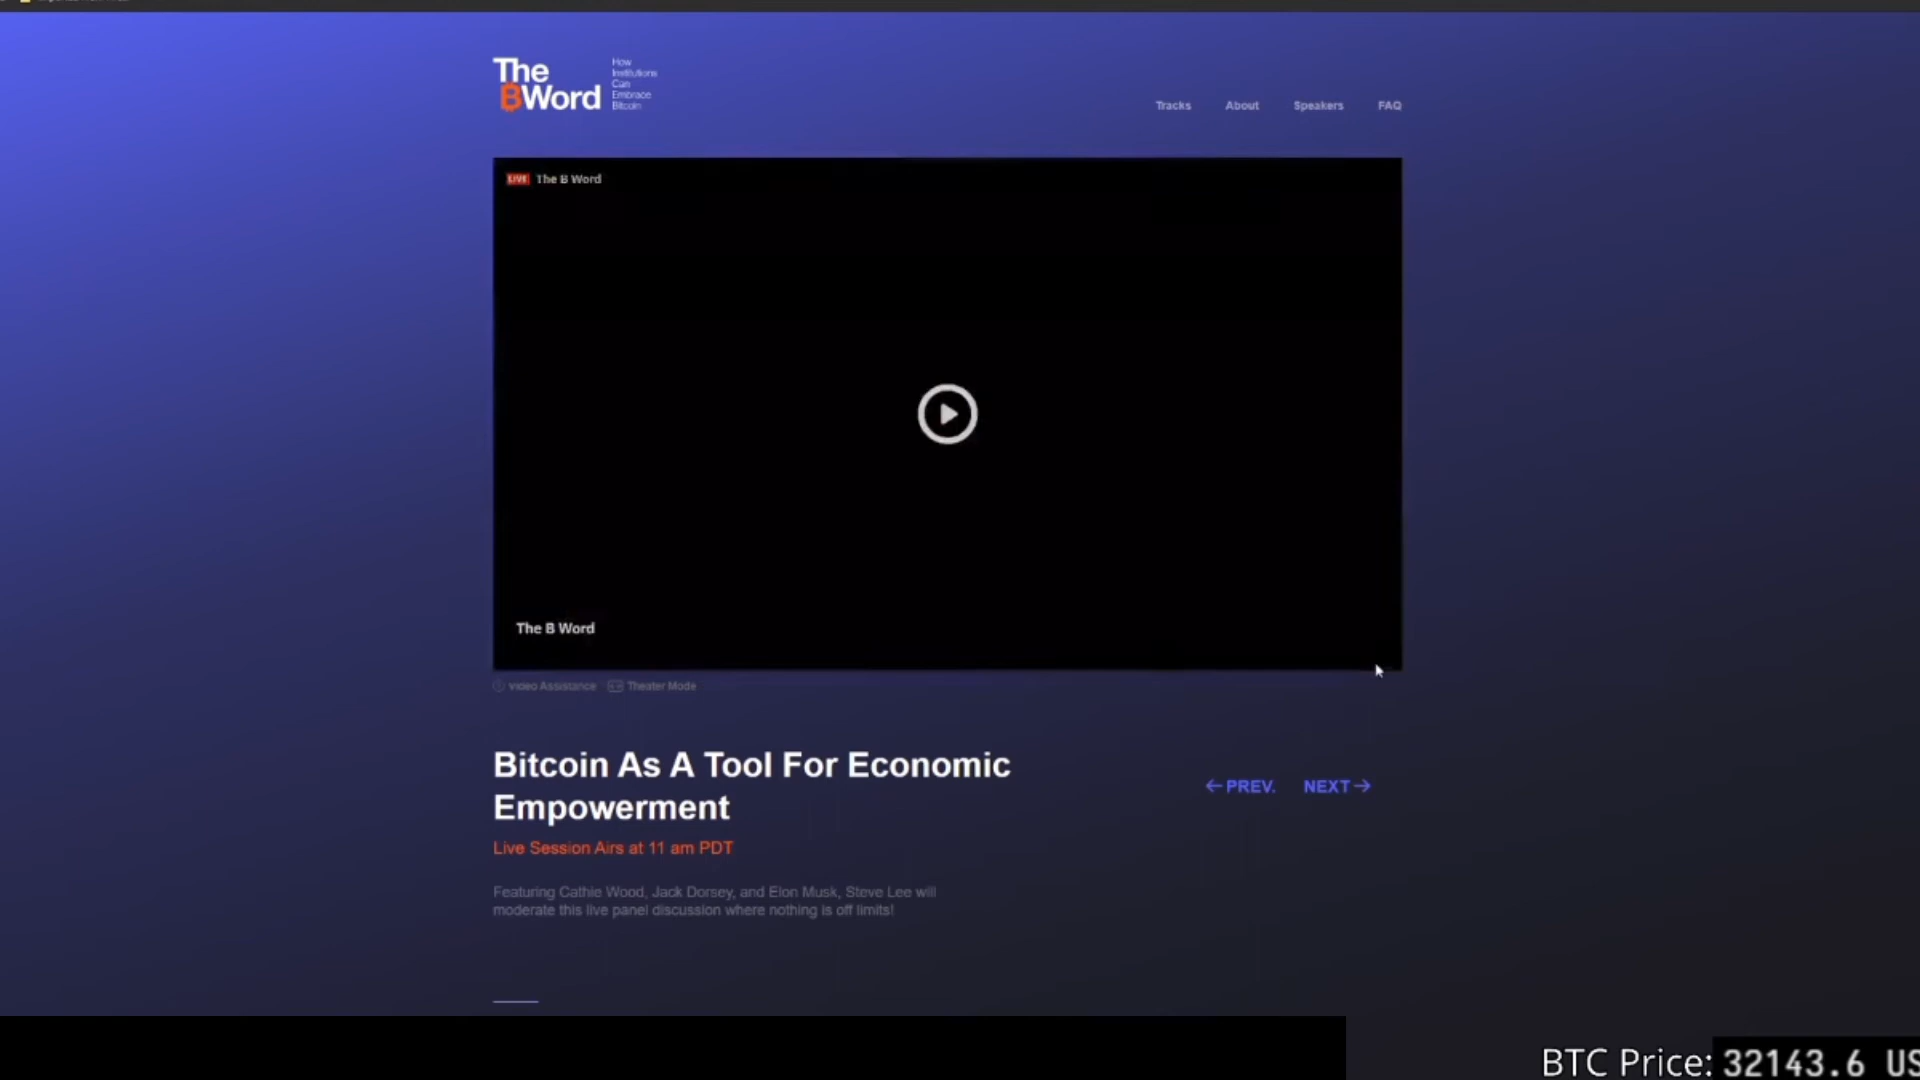 The
BWord
How
Institutions
Can
Embrace
Bitcoin
Tracks About Speakers FAQ
LIVE The B Word
The B Word
Video Assistance Theater Mode
Bitcoin As A Tool For Economic
Empowerment
← PREV. NEXT →
Live Session Airs at 11 am PDT
Featuring Cathie Wood, Jack Dorsey, and Elon Musk, Steve Lee will
moderate this live panel discussion where nothing is off limits!
BTC Price: 32143.6 US